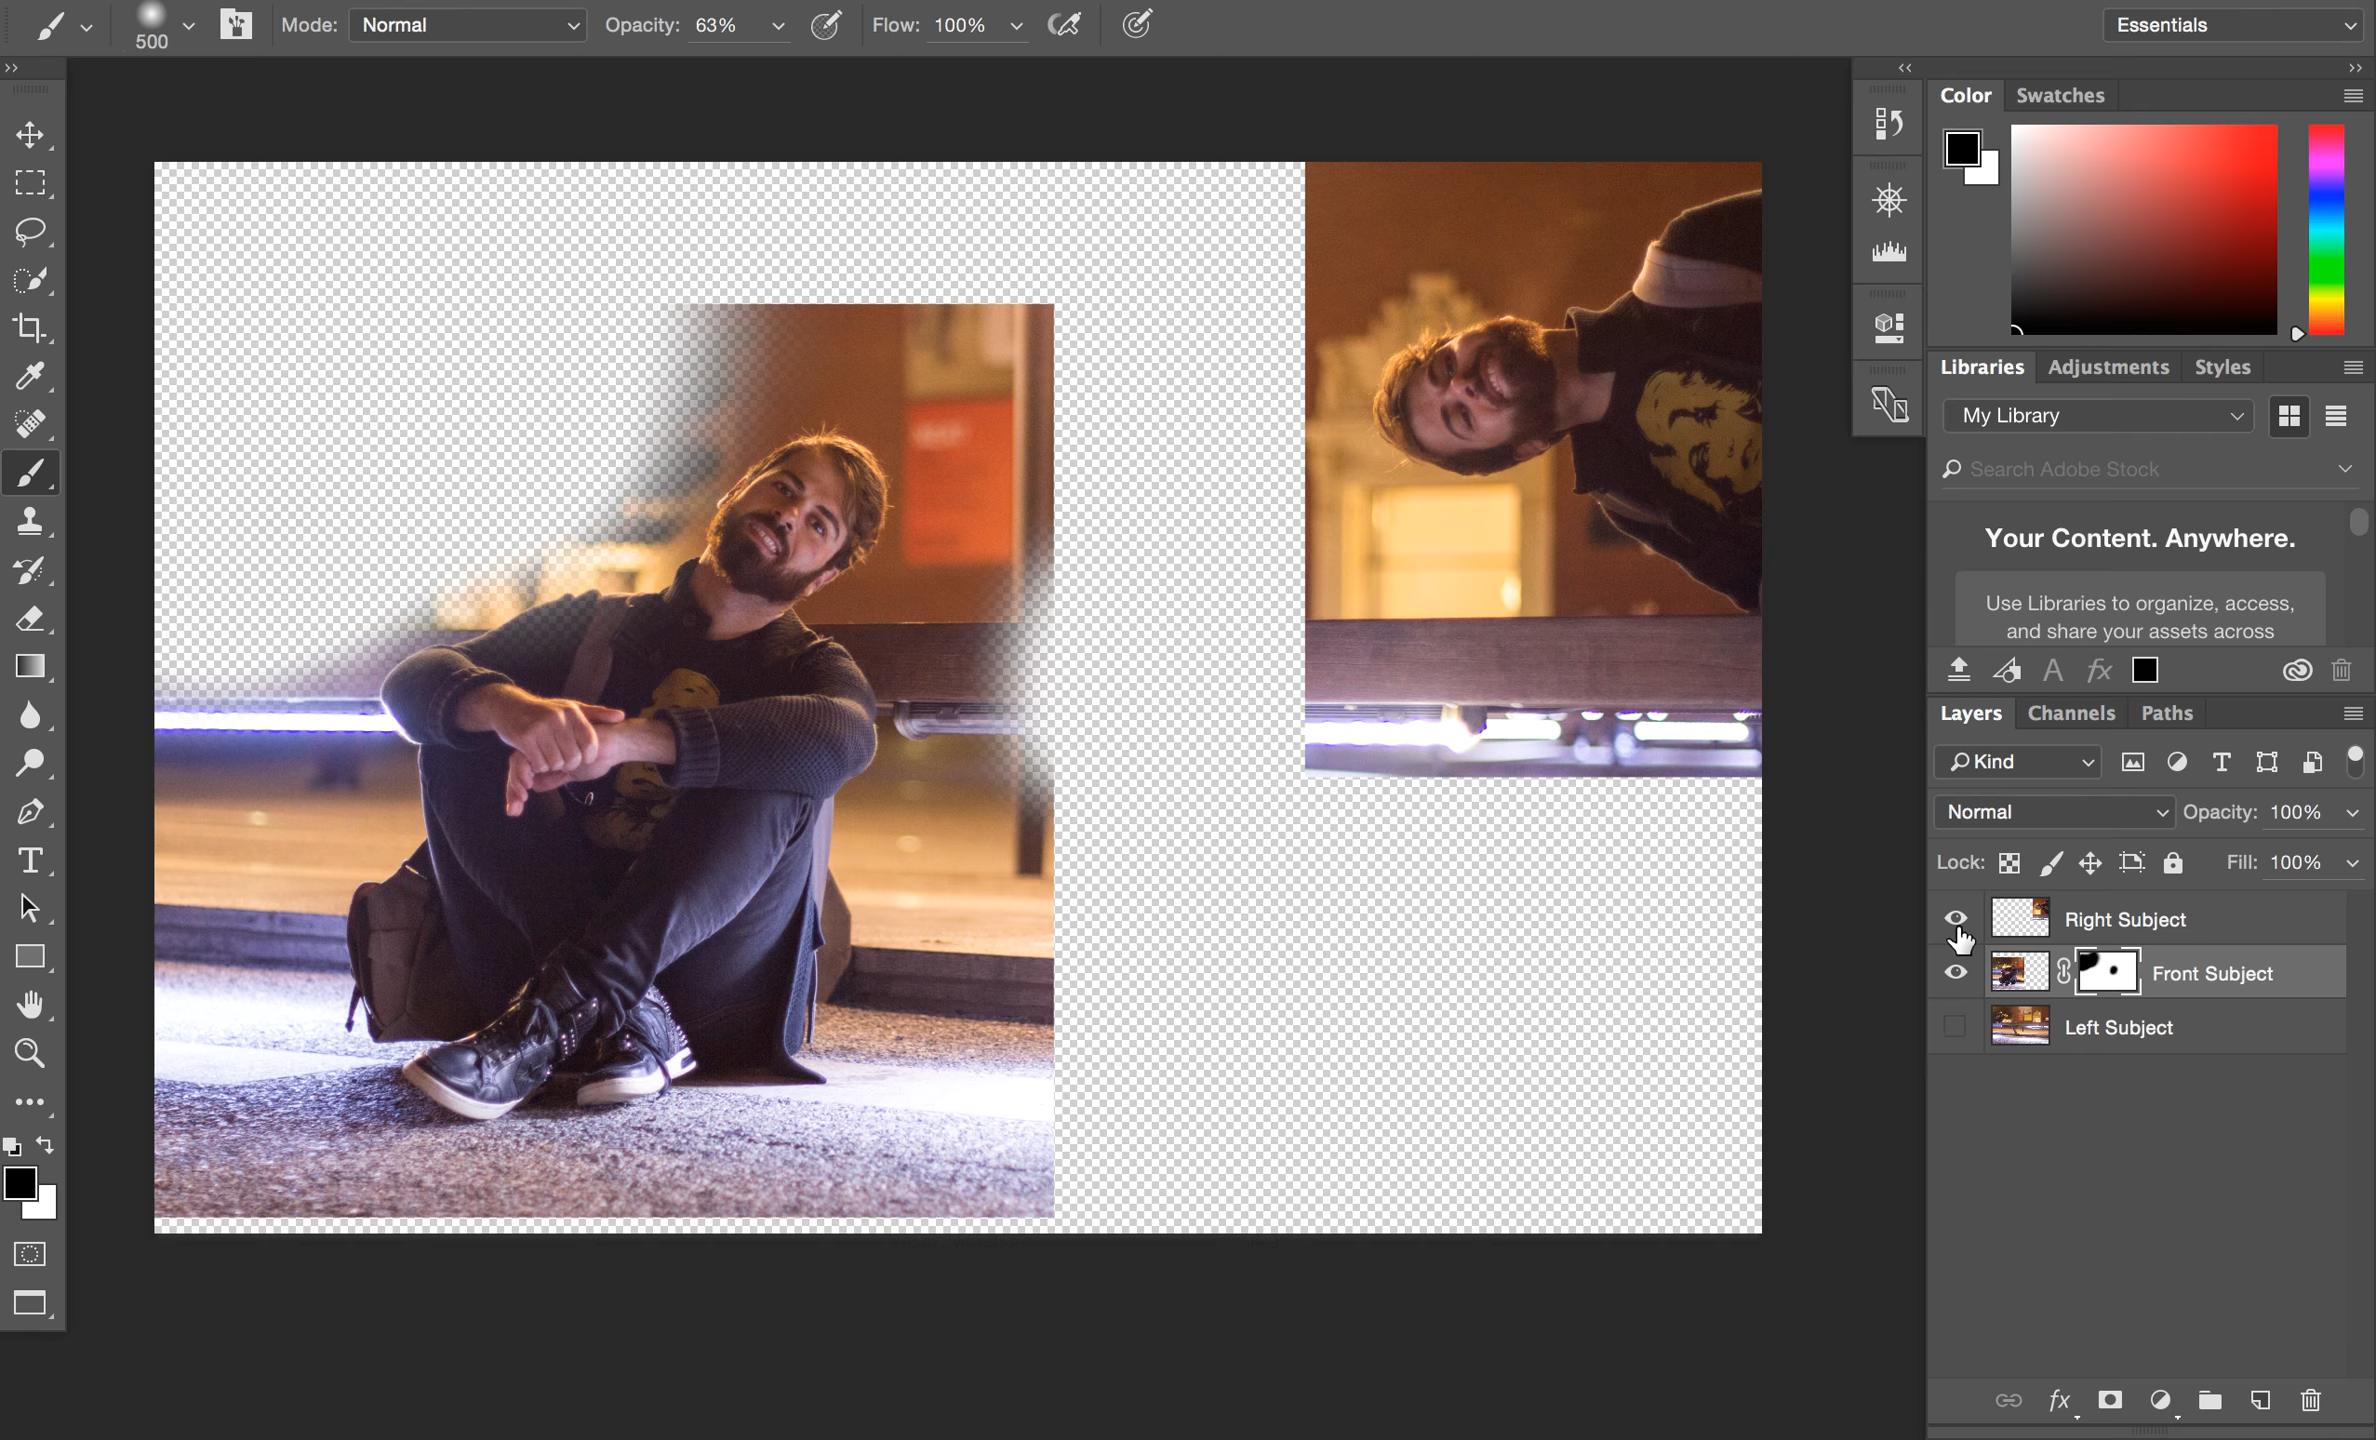 500
Mode: Normal
Opacity: 63%
Flow: 100%
Essentials
Color Swatches
Libraries Adjustments Styles
My Library
Search Adobe Stock
Your Content. Anywhere.
Use Libraries to organize, access,
and share your assets across
Layers Channels Paths
Kind
Normal Opacity: 100%
Lock: Fill: 100%
Right Subject
Front Subject
Left Subject